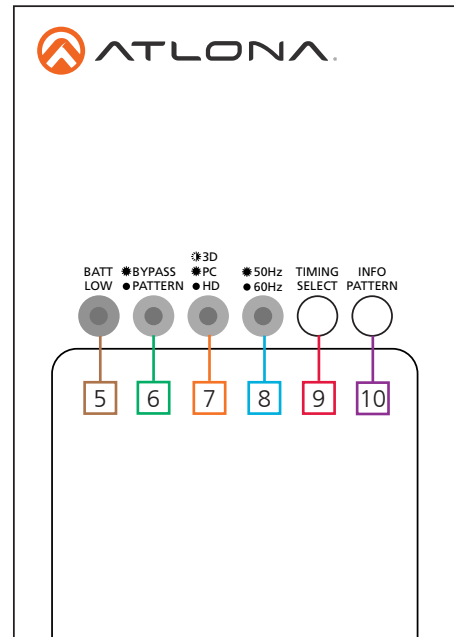 ATLONA.
3D
BATT BYPASS PC 50Hz TIMING INFO
LOW PATTERN HD 60Hz SELECT PATTERN
5 6 7 8 9 10